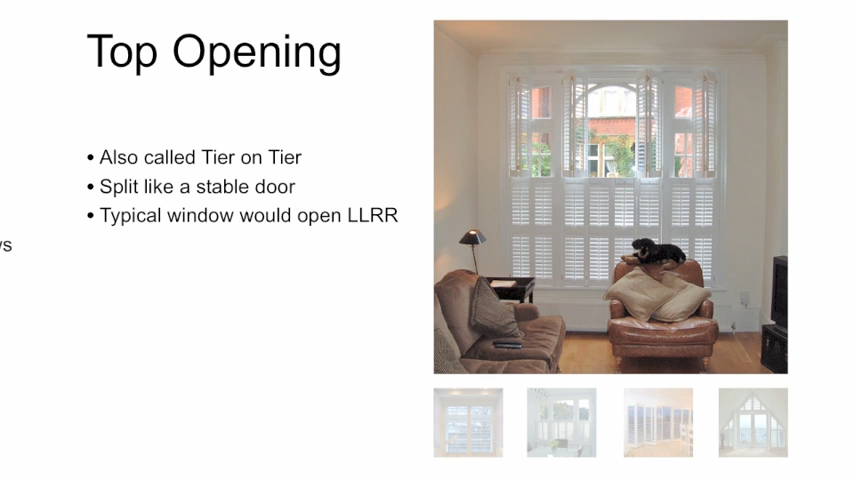 Top Opening
• Also called Tier on Tier
• Split like a stable door
• Typical window would open LLRR